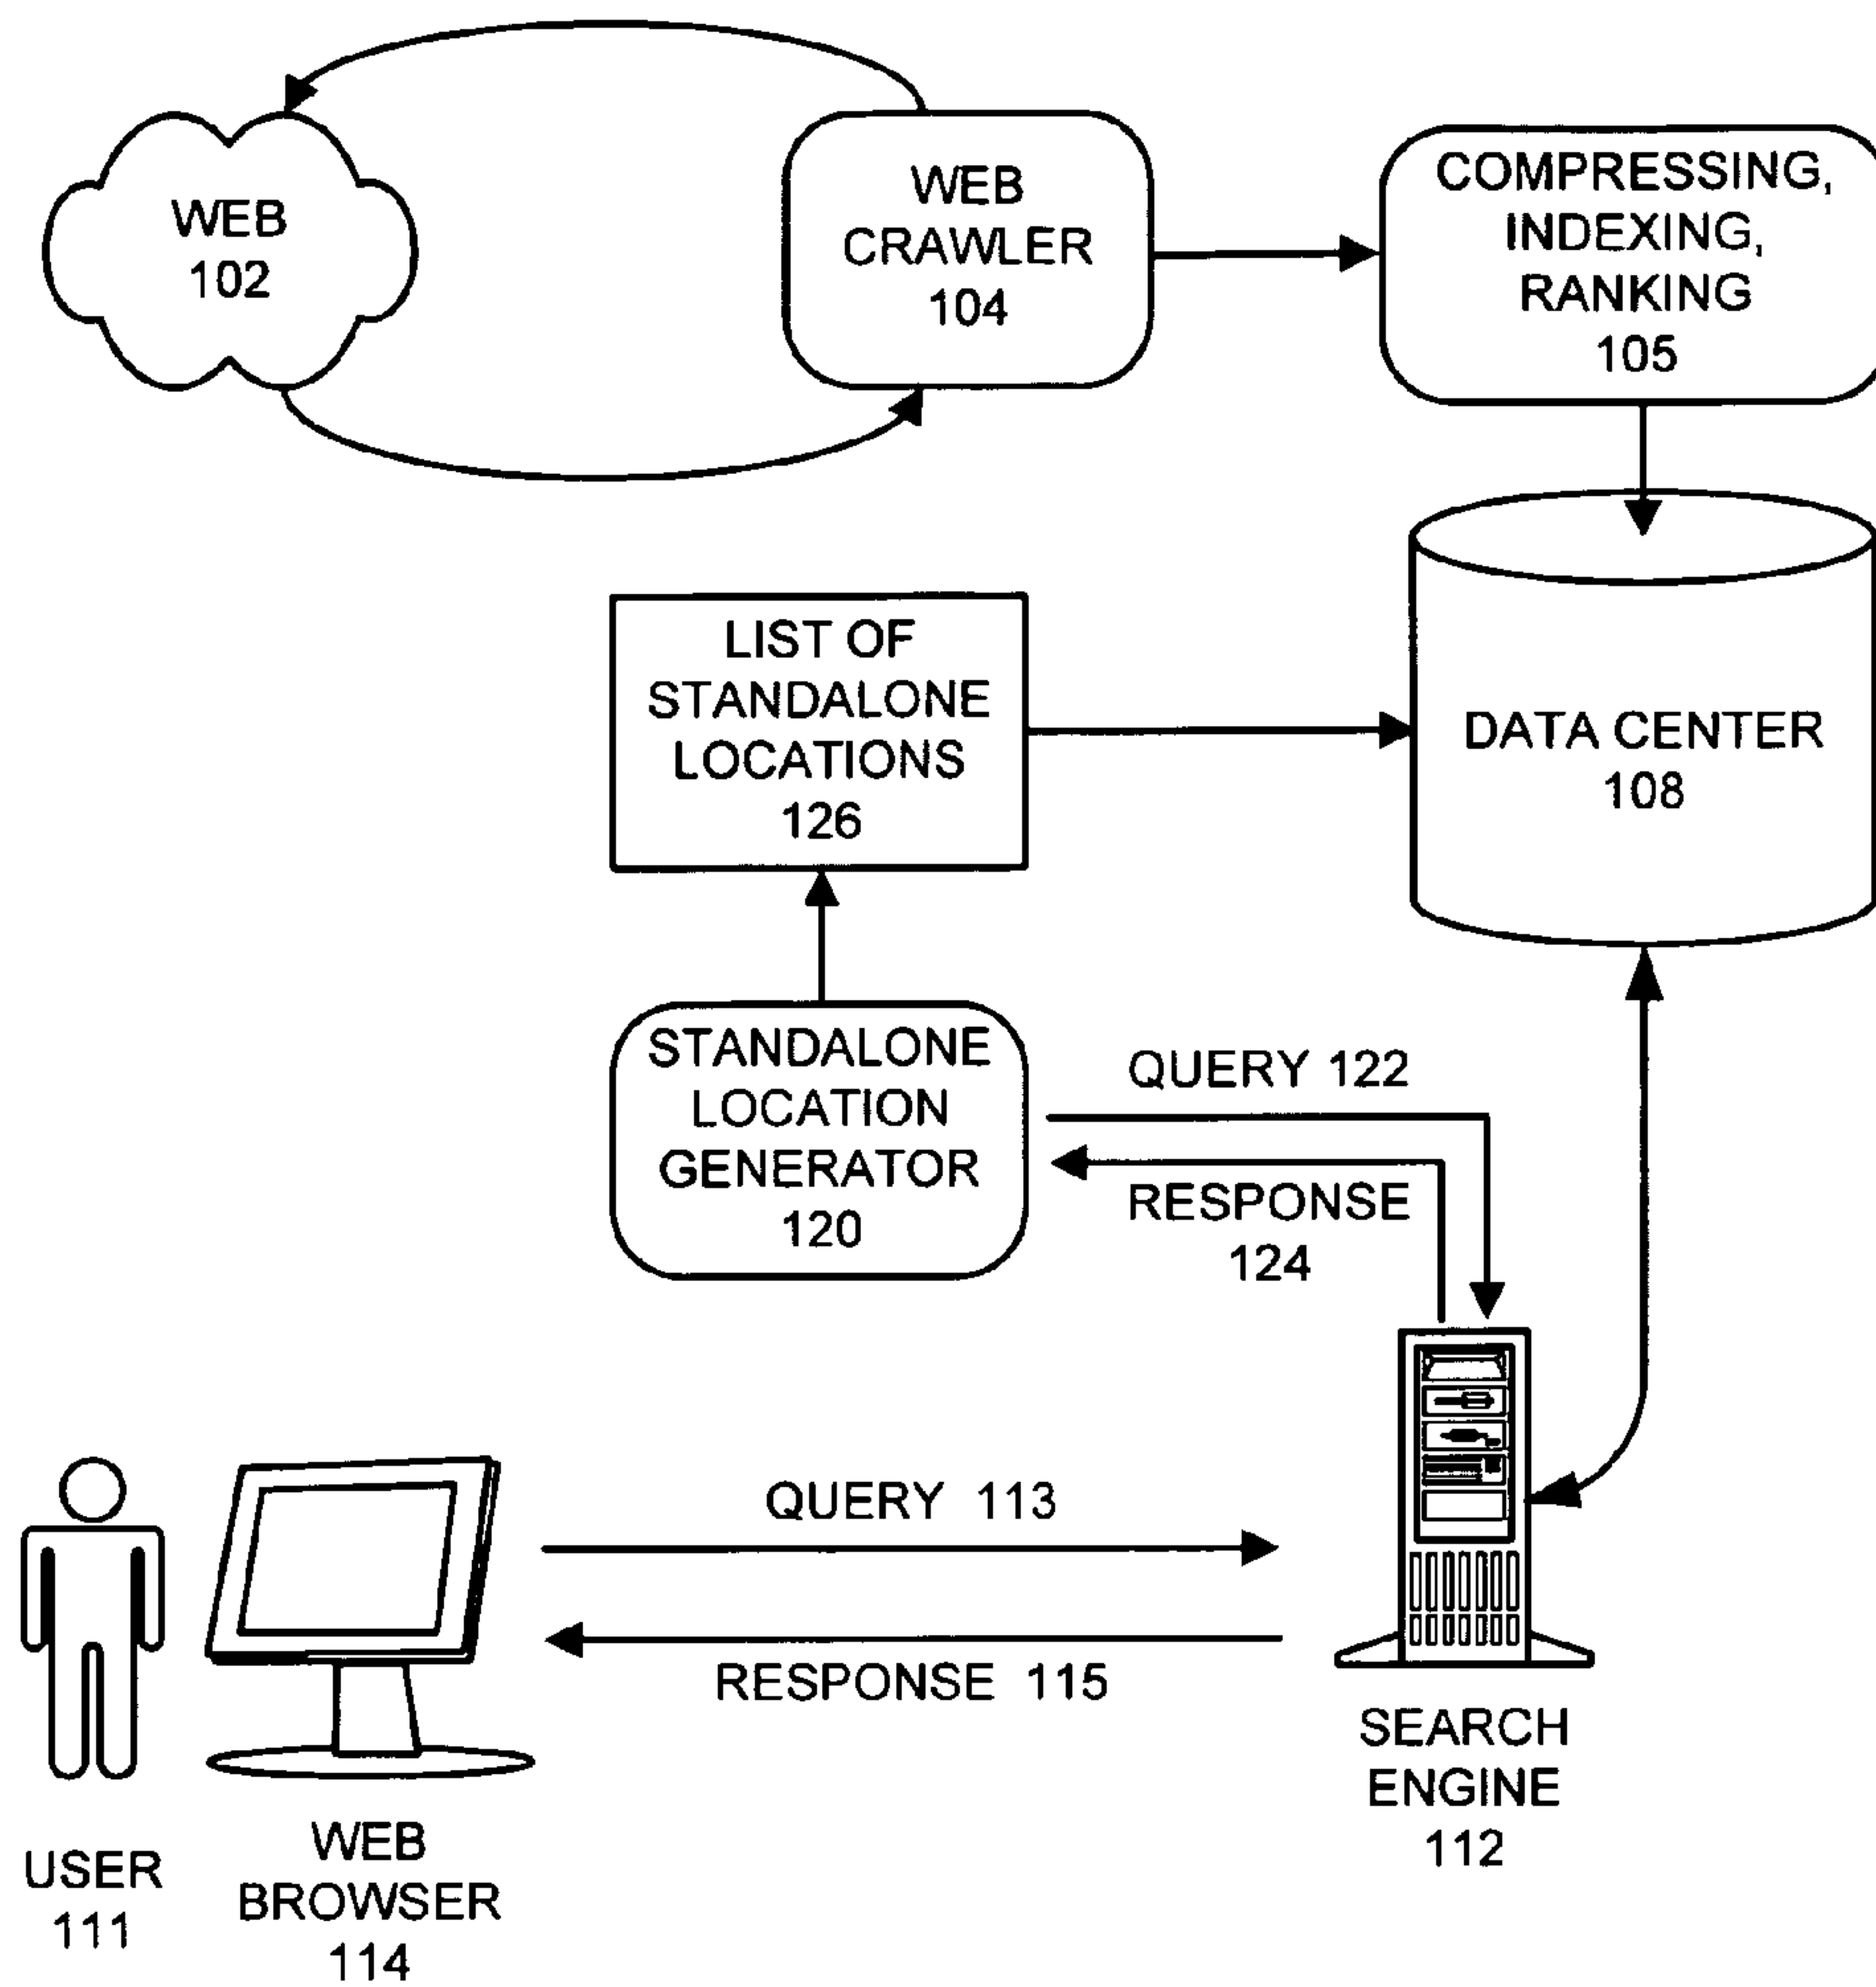 WEB
102
WEB
CRAWLER
104
COMPRESSING,
INDEXING,
RANKING
105
LIST OF
STANDALONE
LOCATIONS
126
DATA CENTER
108
STANDALONE
LOCATION
GENERATOR
120
QUERY 122
RESPONSE
124
QUERY 113
RESPONSE 115
SEARCH
ENGINE
112
USER
111
WEB
BROWSER
114